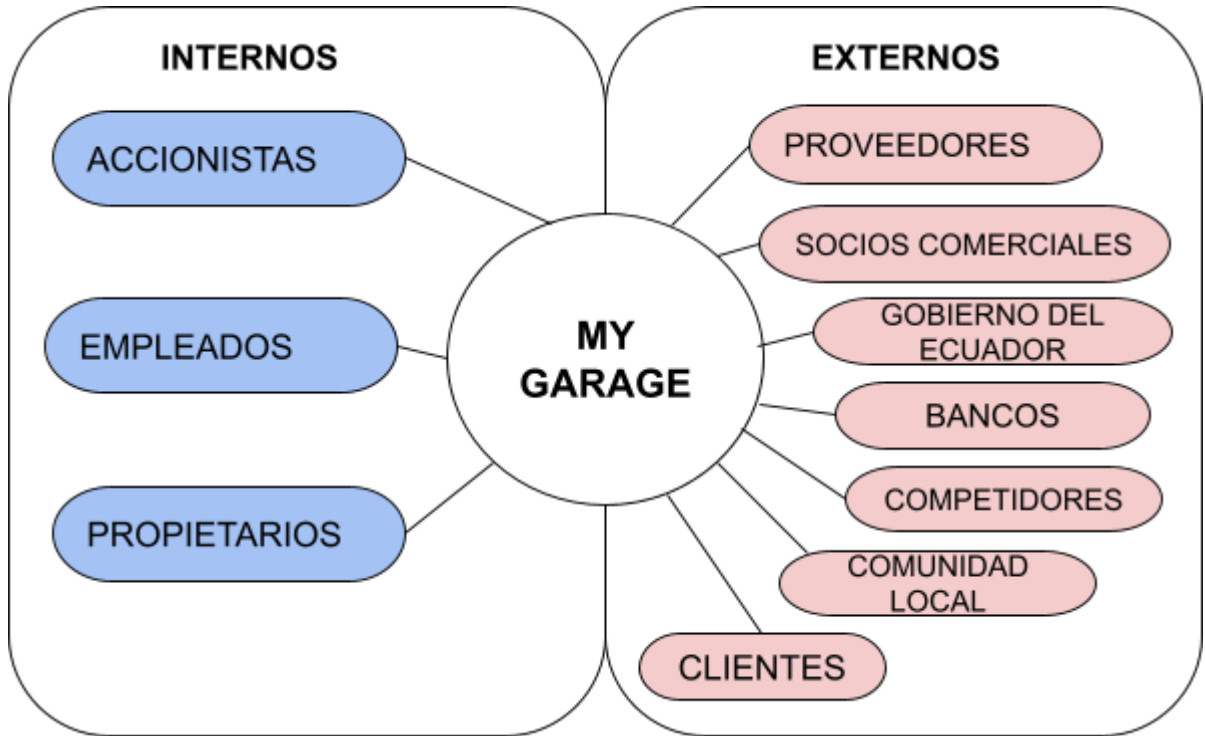 INTERNOS
ACCIONISTAS
EMPLEADOS
PROPIETARIOS
MY
GARAGE
EXTERNOS
PROVEEDORES
SOCIOS COMERCIALES
GOBIERNO DEL
ECUADOR
BANCOS
COMPETIDORES
COMUNIDAD
LOCAL
CLIENTES